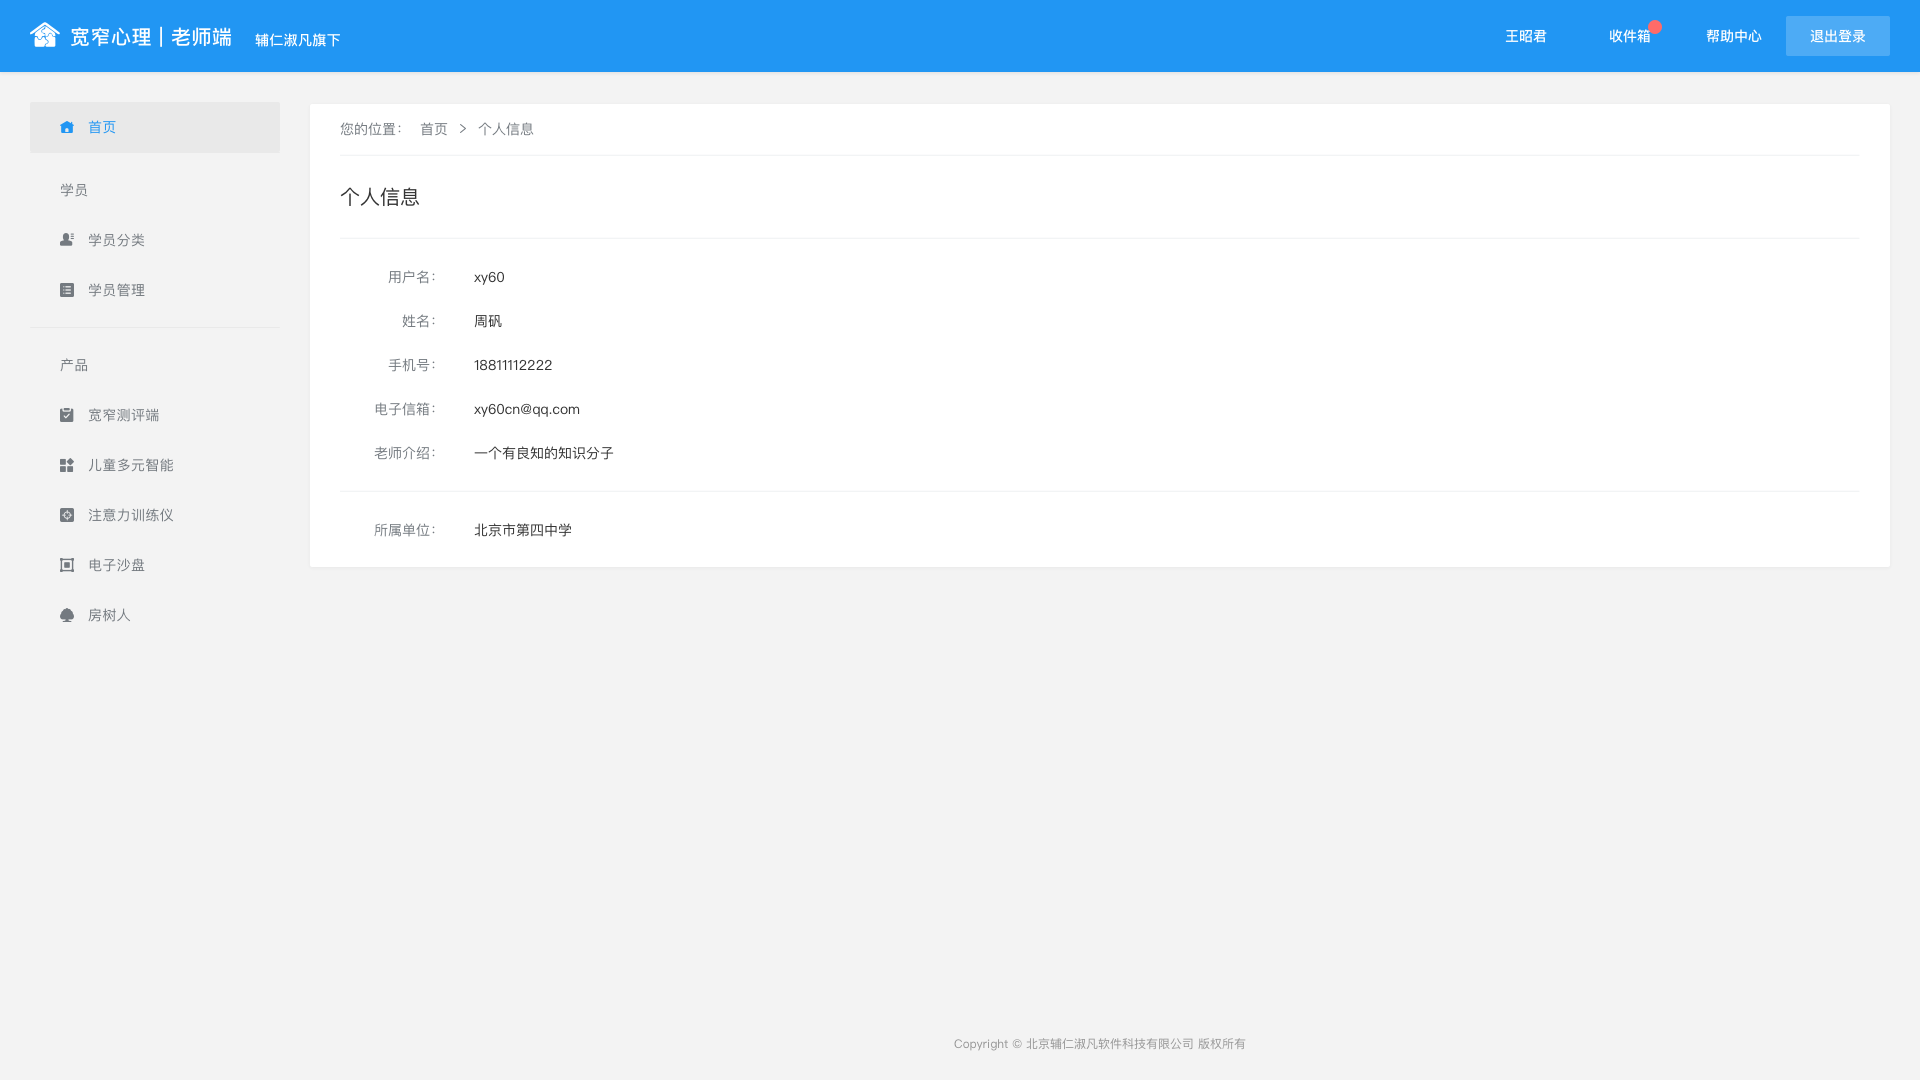 宽窄心理 | 老师端 辅仁淑凡旗下
王昭君 收件箱 帮助中心 退出登录
首页
学员
学员分类
学员管理
产品
宽窄测评端
儿童多元智能
注意力训练仪
电子沙盘
房树人
您的位置： 首页 > 个人信息
个人信息
用户名： xy60
姓名： 周矾
手机号： 18811112222
电子信箱： xy60cn@qq.com
老师介绍： 一个有良知的知识分子
所属单位： 北京市第四中学
Copyright © 北京辅仁淑凡软件科技有限公司 版权所有